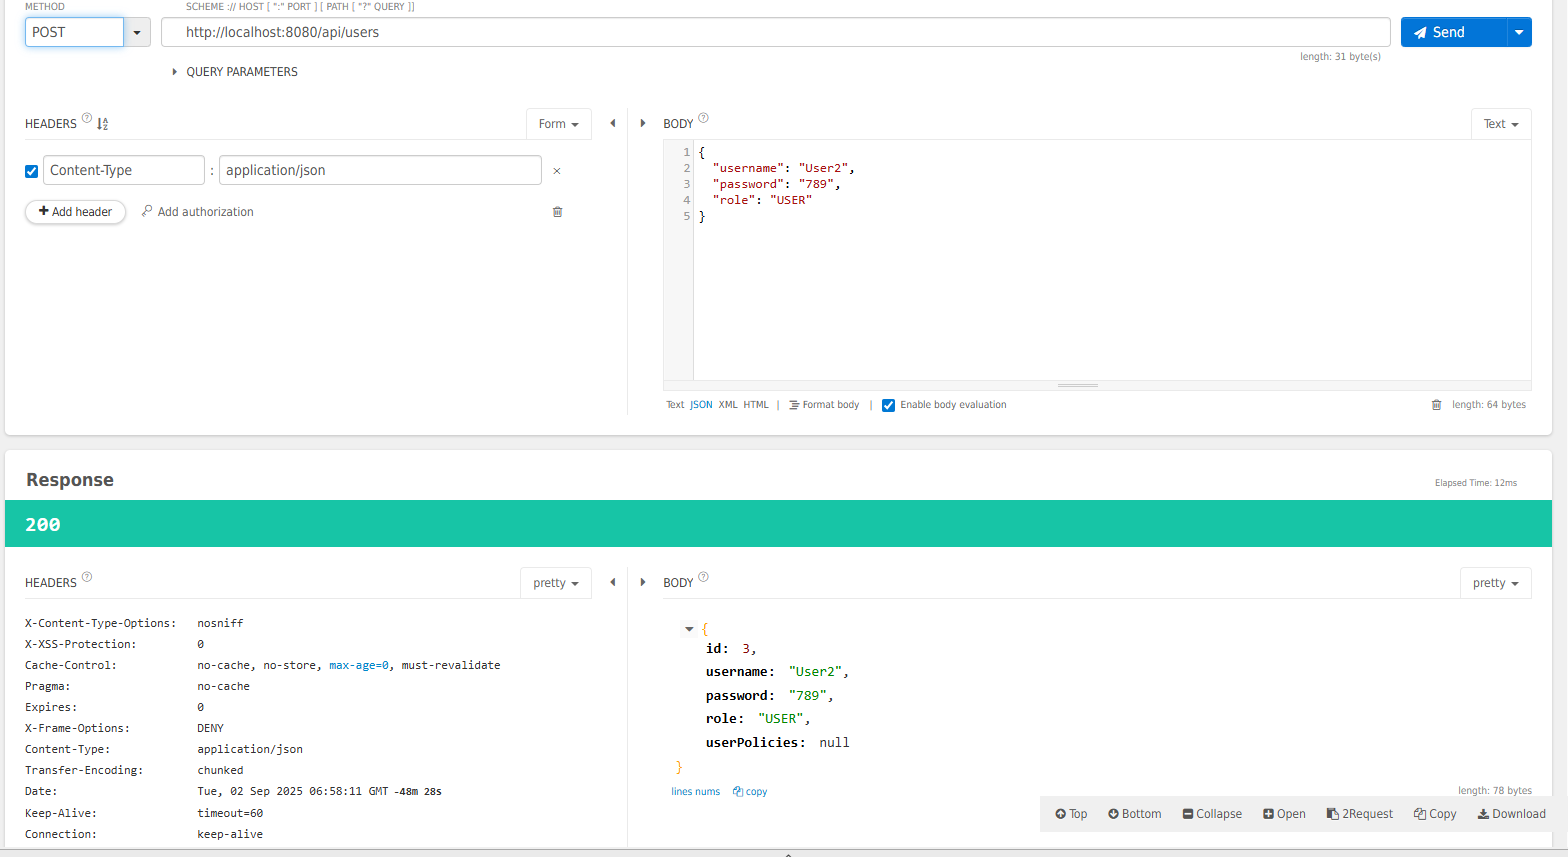 METHOD
SCHEME :// HOST [ ":" PORT ] [ PATH [ "?" QUERY ]]
POST
http://localhost:8080/api/users
Send
length: 31 byte(s)
QUERY PARAMETERS
HEADERS ?
Form
BODY ?
Text
Content-Type : application/json ×
Add header
Add authorization
1 {
2 "username": "User2",
3 "password": "789",
4 "role": "USER"
5 }
Text JSON XML HTML | Format body | Enable body evaluation
length: 64 bytes
Response
Elapsed Time: 12ms
200
HEADERS ?
pretty
BODY ?
pretty
X-Content-Type-Options: nosniff
X-XSS-Protection: 0
Cache-Control: no-cache, no-store, max-age=0, must-revalidate
Pragma: no-cache
Expires: 0
X-Frame-Options: DENY
Content-Type: application/json
Transfer-Encoding: chunked
Date: Tue, 02 Sep 2025 06:58:11 GMT -48m 28s
Keep-Alive: timeout=60
Connection: keep-alive
{
id: 3,
username: "User2",
password: "789",
role: "USER",
userPolicies: null
}
lines nums copy
length: 78 bytes
Top Bottom Collapse Open 2Request Copy Download